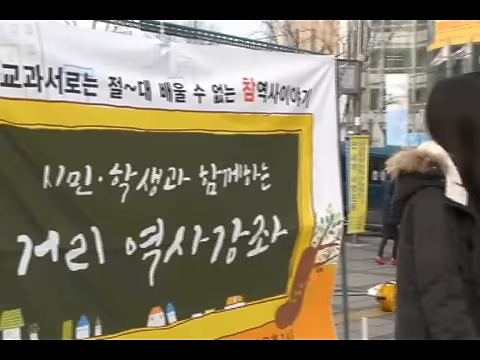 교과서로는 절~대 배울 수 없는 참역사이야기
시민·학생과 함께하는
거리 역사강좌